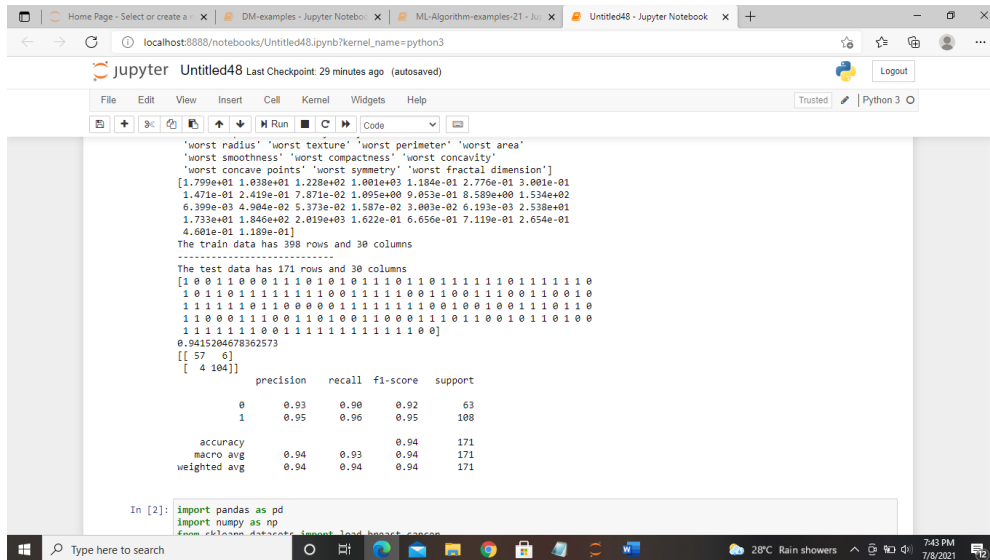 Home Page - Select or create a n
DM-examples - Jupyter Noteboo
ML-Algorithm-examples-21 - Ju
Untitled48 - Jupyter Notebook
localhost:8888/notebooks/Untitled48.ipynb?kernel_name=python3
jupyter Untitled48 Last Checkpoint: 29 minutes ago (autosaved)
Logout
File Edit View Insert Cell Kernel Widgets Help
Trusted Python 3
Run Code
'worst radius' 'worst texture' 'worst perimeter' 'worst area'
'worst smoothness' 'worst compactness' 'worst concavity'
'worst concave points' 'worst symmetry' 'worst fractal dimension']
[1.799e+01 1.038e+01 1.228e+02 1.001e+03 1.184e-01 2.776e-01 3.001e-01
1.471e-01 2.419e-01 7.871e-02 1.095e+00 9.053e-01 8.589e+00 1.534e+02
6.399e-03 4.904e-02 5.373e-02 1.587e-02 3.003e-02 6.193e-03 2.538e+01
1.733e+01 1.846e+02 2.019e+03 1.622e-01 6.656e-01 7.119e-01 2.654e-01
4.601e-01 1.189e-01]
The train data has 398 rows and 30 columns
----------------------------
The test data has 171 rows and 30 columns
[1 0 0 1 1 0 0 0 1 1 1 0 1 0 1 0 1 1 1 0 1 1 0 1 1 1 1 1 1 0 1 1 1 1 1 1 0
1 0 1 1 0 1 1 1 1 1 1 1 1 0 0 1 1 1 1 1 0 0 1 1 0 0 1 1 1 0 0 1 1 0 0 1 0
1 1 1 1 1 1 0 1 1 0 0 0 0 0 1 1 1 1 1 1 1 1 0 0 1 0 0 1 0 0 1 1 1 0 1 1 0
1 1 0 0 0 1 1 1 0 0 1 1 0 1 0 0 1 1 0 0 0 1 1 1 0 1 1 0 0 1 0 1 1 0 1 0 0
1 1 1 1 1 1 1 0 0 1 1 1 1 1 1 1 1 1 1 1 1 0 0]
0.9415204678362573
[[ 57 6]
[ 4 104]]
precision recall f1-score support
0 0.93 0.90 0.92 63
1 0.95 0.96 0.95 108
accuracy 0.94 171
macro avg 0.94 0.93 0.94 171
weighted avg 0.94 0.94 0.94 171
In [2]: import pandas as pd
import numpy as np
from sklearn.datasets import load_breast_cancer
Type here to search
28°C Rain showers
7:43 PM
7/8/2021
12